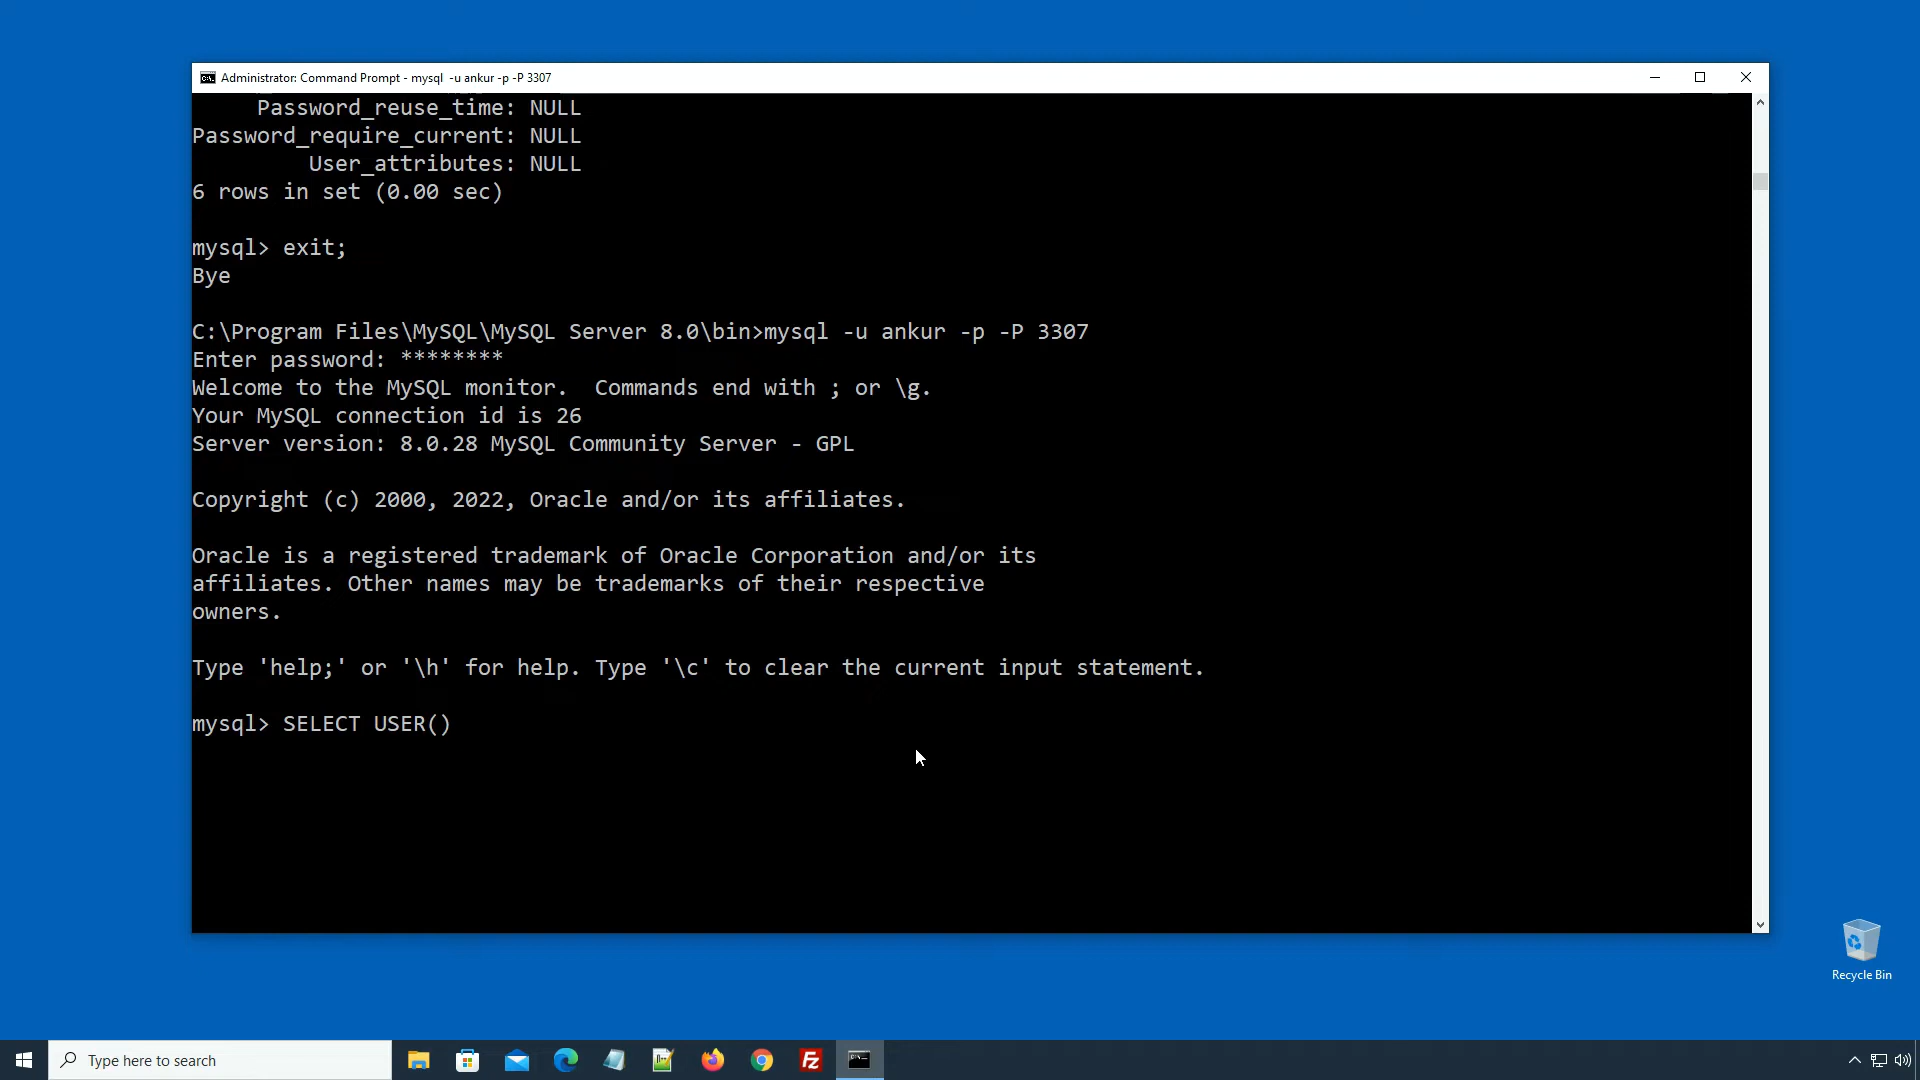 Administrator: Command Prompt - mysql  -u ankur -p -P 3307
Password_reuse_time: NULL
Password_require_current: NULL
User_attributes: NULL
6 rows in set (0.00 sec)
mysql> exit;
Bye
C:\Program Files\MySQL\MySQL Server 8.0\bin>mysql -u ankur -p -P 3307
Enter password: ********
Welcome to the MySQL monitor.  Commands end with ; or \g.
Your MySQL connection id is 26
Server version: 8.0.28 MySQL Community Server - GPL
Copyright (c) 2000, 2022, Oracle and/or its affiliates.
Oracle is a registered trademark of Oracle Corporation and/or its
affiliates. Other names may be trademarks of their respective
owners.
Type 'help;' or '\h' for help. Type '\c' to clear the current input statement.
mysql> SELECT USER()
Recycle Bin
Type here to search